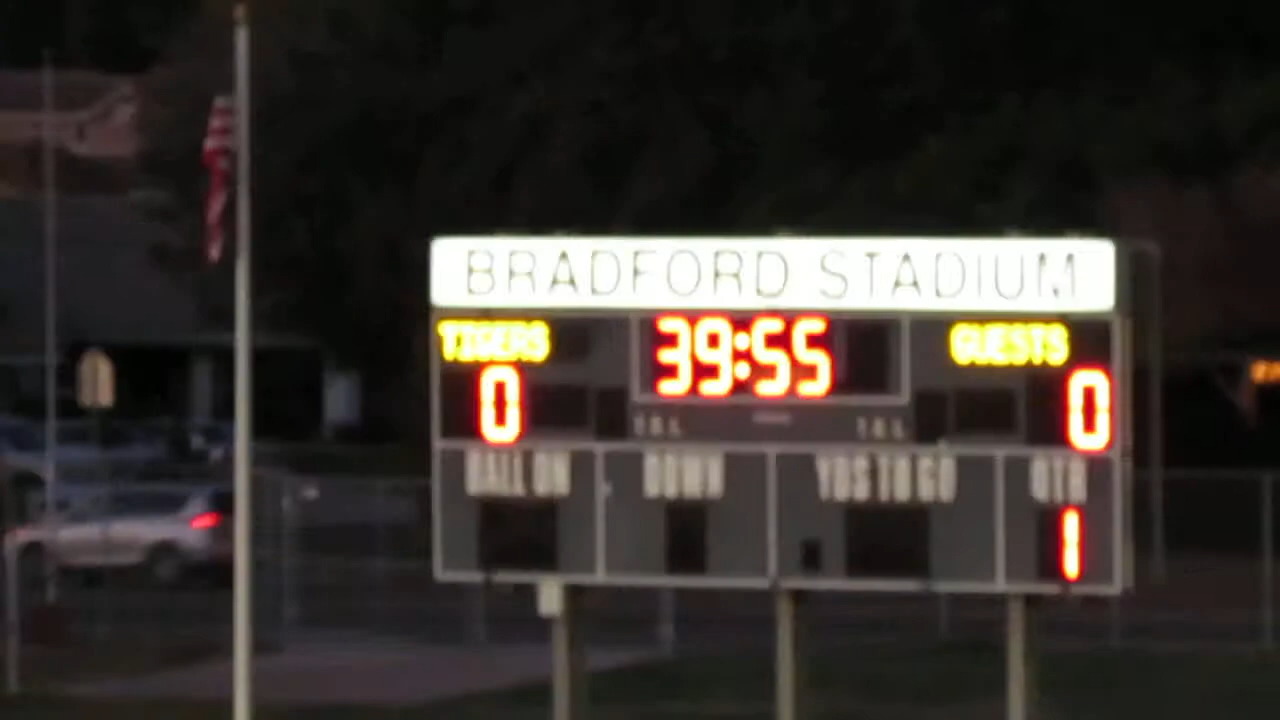 BRADFORD STADIUM
TIGERS 39:55 GUESTS
0 0
T.O.L. T.O.L.
BALL ON DOWN YDS TO GO QTR
1